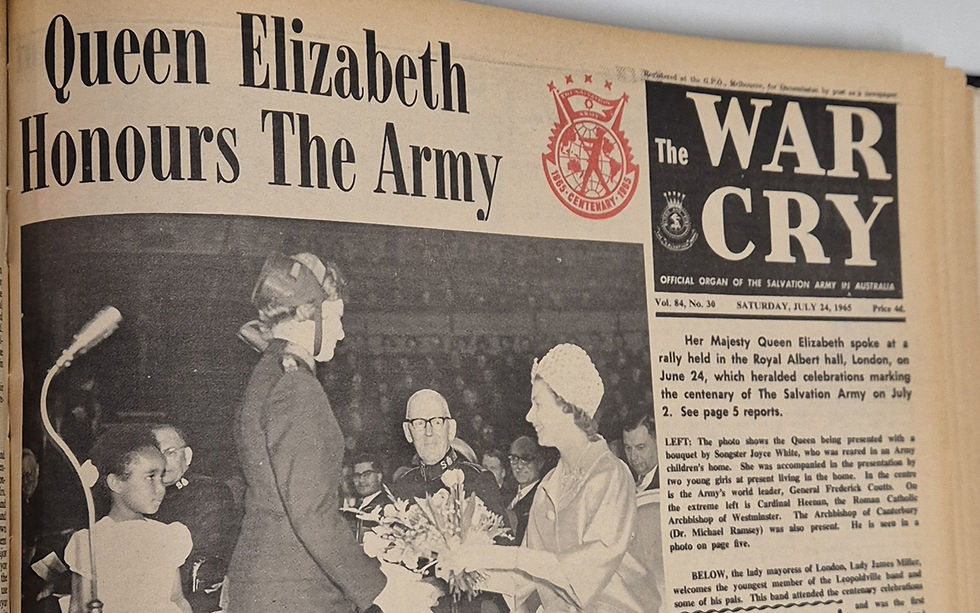 Queen Elizabeth
Honours The Army
THE SALVATION
ARMY
1865 · CENTENARY · 1965
Registered at the G.P.O., Melbourne, for transmission by post as a newspaper
The WAR
CRY
OFFICIAL ORGAN OF THE SALVATION ARMY IN AUSTRALIA
Vol. 84, No. 30 SATURDAY, JULY 24, 1965 Price 4d.
Her Majesty Queen Elizabeth spoke at a
rally held in the Royal Albert hall, London, on
June 24, which heralded celebrations marking
the centenary of The Salvation Army on July
2. See page 5 reports.
LEFT: The photo shows the Queen being presented with a
bouquet by Songster Joyce White, who was reared in an Army
children's home. She was accompanied in the presentation by
two young girls at present living in the home. In the centre
is the Army's world leader, General Frederick Coutts. On
the extreme left is Cardinal Heenan, the Roman Catholic
Archbishop of Westminster. The Archbishop of Canterbury
(Dr. Michael Ramsey) was also present. He is seen in a
photo on page five.
BELOW, the lady mayoress of London, Lady James Miller,
welcomes the youngest member of the Leopoldville band and
some of his pals. This band attended the centenary celebrations
and was the first